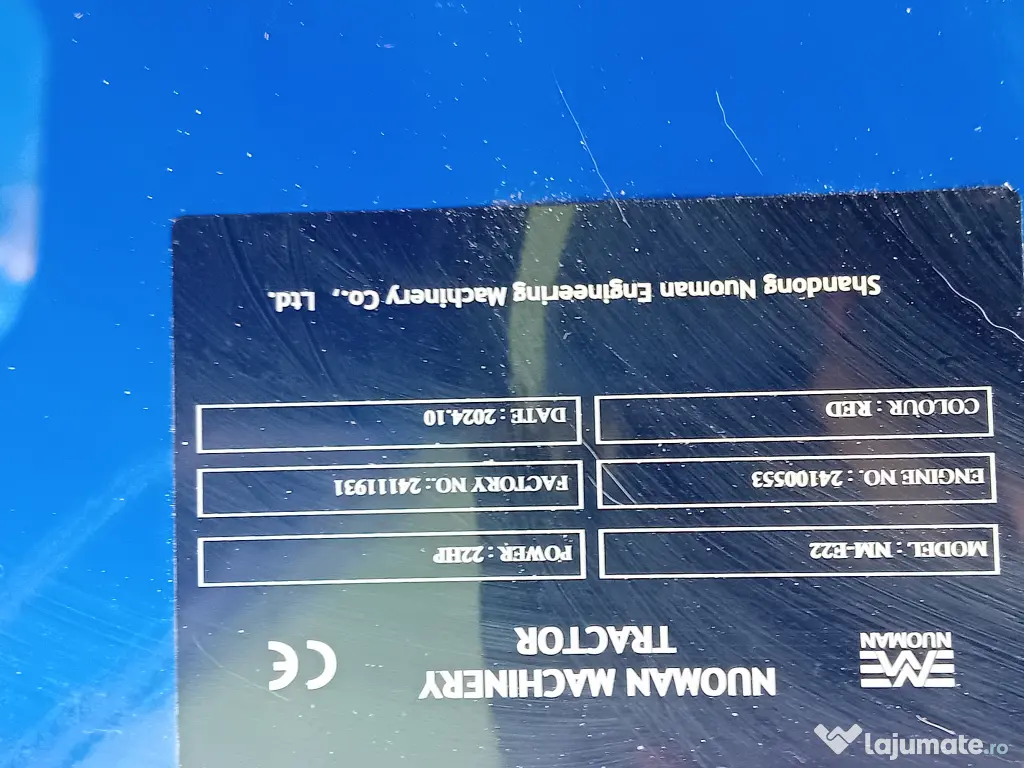 NUOMAN
NUOMAN MACHINERY
TRACTOR
CE
MODEL : NM-E22
POWER : 22HP
ENGINE NO. : 24100553
FACTORY NO.: 24111931
COLOUR : RED
DATE : 2024.10
Shandong Nuoman Engineering Machinery Co., Ltd.
lajumate.ro